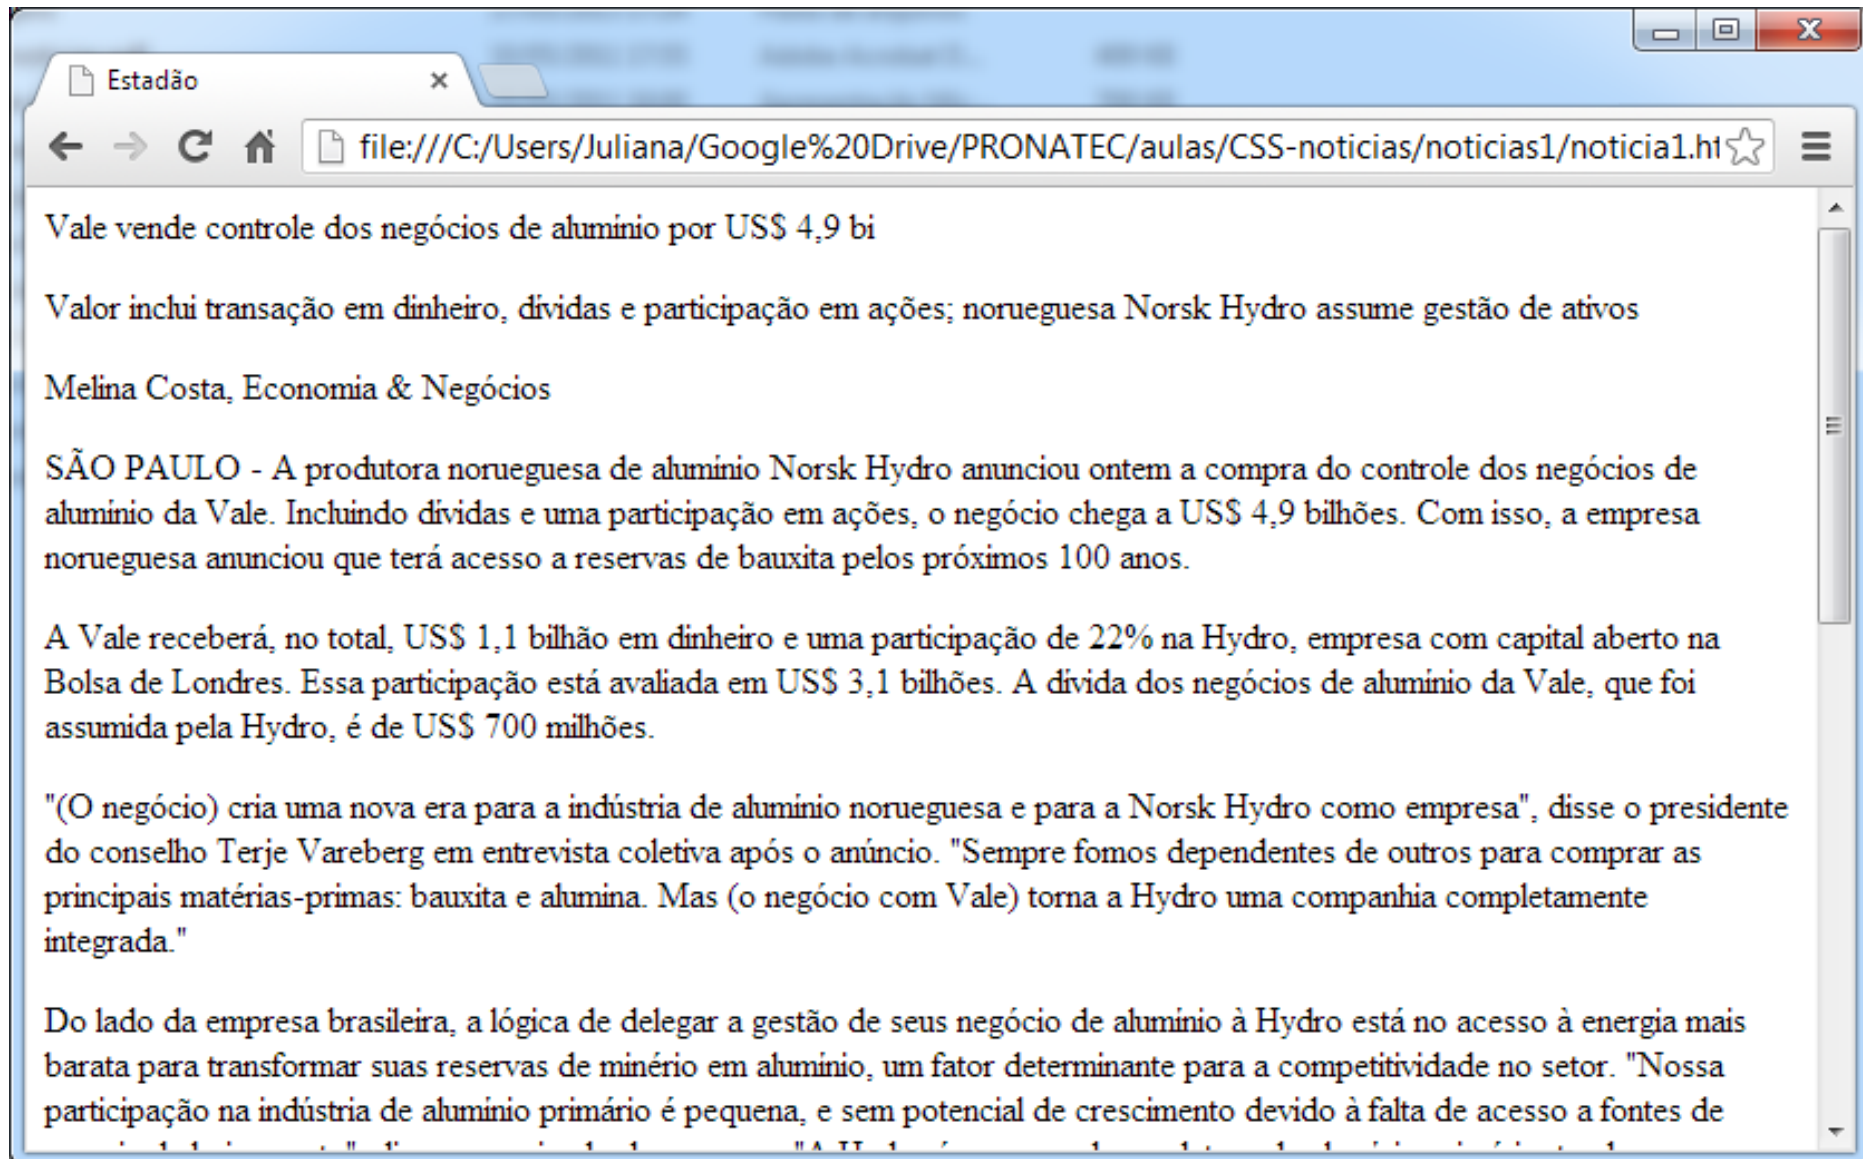 Estadão
file:///C:/Users/Juliana/Google%20Drive/PRONATEC/aulas/CSS-noticias/noticias1/noticia1.ht
Vale vende controle dos negócios de alumínio por US$ 4,9 bi
Valor inclui transação em dinheiro, dívidas e participação em ações; norueguesa Norsk Hydro assume gestão de ativos
Melina Costa, Economia & Negócios
SÃO PAULO - A produtora norueguesa de alumínio Norsk Hydro anunciou ontem a compra do controle dos negócios de
alumínio da Vale. Incluindo dívidas e uma participação em ações, o negócio chega a US$ 4,9 bilhões. Com isso, a empresa
norueguesa anunciou que terá acesso a reservas de bauxita pelos próximos 100 anos.
A Vale receberá, no total, US$ 1,1 bilhão em dinheiro e uma participação de 22% na Hydro, empresa com capital aberto na
Bolsa de Londres. Essa participação está avaliada em US$ 3,1 bilhões. A dívida dos negócios de alumínio da Vale, que foi
assumida pela Hydro, é de US$ 700 milhões.
"(O negócio) cria uma nova era para a indústria de alumínio norueguesa e para a Norsk Hydro como empresa", disse o presidente
do conselho Terje Vareberg em entrevista coletiva após o anúncio. "Sempre fomos dependentes de outros para comprar as
principais matérias-primas: bauxita e alumina. Mas (o negócio com Vale) torna a Hydro uma companhia completamente
integrada."
Do lado da empresa brasileira, a lógica de delegar a gestão de seus negócio de alumínio à Hydro está no acesso à energia mais
barata para transformar suas reservas de minério em alumínio, um fator determinante para a competitividade no setor. "Nossa
participação na indústria de alumínio primário é pequena, e sem potencial de crescimento devido à falta de acesso a fontes de